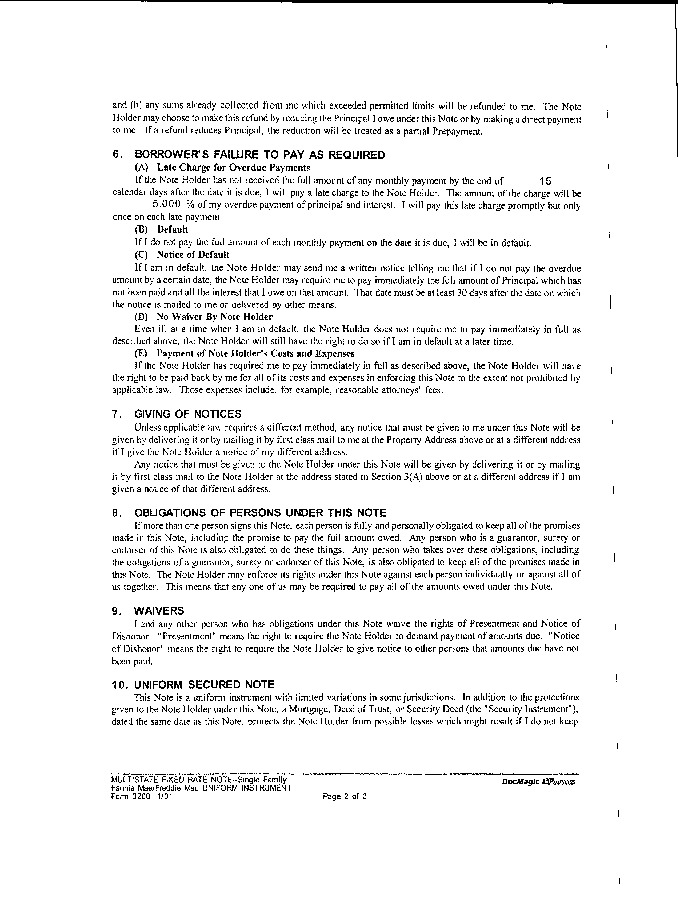 and (b) any sums already collected from me which exceeded permitted limits will be refunded to me. The Note
Holder may choose to make this refund by reducing the Principal I owe under this Note or by making a direct payment
to me. If a refund reduces Principal, the reduction will be treated as a partial Prepayment.
6. BORROWER'S FAILURE TO PAY AS REQUIRED
(A) Late Charge for Overdue Payments
If the Note Holder has not received the full amount of any monthly payment by the end of 15
calendar days after the date it is due, I will pay a late charge to the Note Holder. The amount of the charge will be
5.000 % of my overdue payment of principal and interest. I will pay this late charge promptly but only
once on each late payment.
(B) Default
If I do not pay the full amount of each monthly payment on the date it is due, I will be in default.
(C) Notice of Default
If I am in default, the Note Holder may send me a written notice telling me that if I do not pay the overdue
amount by a certain date, the Note Holder may require me to pay immediately the full amount of Principal which has
not been paid and all the interest that I owe on that amount. That date must be at least 30 days after the date on which
the notice is mailed to me or delivered by other means.
(D) No Waiver By Note Holder
Even if, at a time when I am in default, the Note Holder does not require me to pay immediately in full as
described above, the Note Holder will still have the right to do so if I am in default at a later time.
(E) Payment of Note Holder's Costs and Expenses
If the Note Holder has required me to pay immediately in full as described above, the Note Holder will have
the right to be paid back by me for all of its costs and expenses in enforcing this Note to the extent not prohibited by
applicable law. Those expenses include, for example, reasonable attorneys' fees.
7. GIVING OF NOTICES
Unless applicable law requires a different method, any notice that must be given to me under this Note will be
given by delivering it or by mailing it by first class mail to me at the Property Address above or at a different address
if I give the Note Holder a notice of my different address.
Any notice that must be given to the Note Holder under this Note will be given by delivering it or by mailing
it by first class mail to the Note Holder at the address stated in Section 3(A) above or at a different address if I am
given a notice of that different address.
8. OBLIGATIONS OF PERSONS UNDER THIS NOTE
If more than one person signs this Note, each person is fully and personally obligated to keep all of the promises
made in this Note, including the promise to pay the full amount owed. Any person who is a guarantor, surety or
endorser of this Note is also obligated to do these things. Any person who takes over these obligations, including
the obligations of a guarantor, surety or endorser of this Note, is also obligated to keep all of the promises made in
this Note. The Note Holder may enforce its rights under this Note against each person individually or against all of
us together. This means that any one of us may be required to pay all of the amounts owed under this Note.
9. WAIVERS
I and any other person who has obligations under this Note waive the rights of Presentment and Notice of
Dishonor. "Presentment" means the right to require the Note Holder to demand payment of amounts due. "Notice
of Dishonor" means the right to require the Note Holder to give notice to other persons that amounts due have not
been paid.
10. UNIFORM SECURED NOTE
This Note is a uniform instrument with limited variations in some jurisdictions. In addition to the protections
given to the Note Holder under this Note, a Mortgage, Deed of Trust, or Security Deed (the "Security Instrument"),
dated the same date as this Note, protects the Note Holder from possible losses which might result if I do not keep
MULTISTATE FIXED RATE NOTE--Single Family
Fannie Mae/Freddie Mac UNIFORM INSTRUMENT
Form 3200 1/01
Page 2 of 3
DocMagic